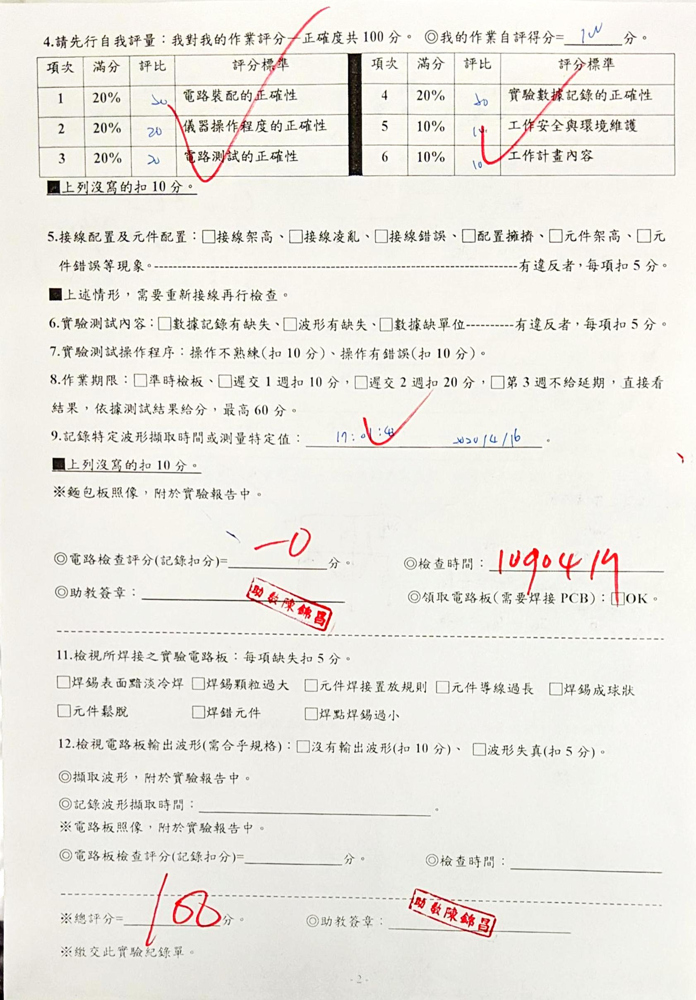 4.請先行自我評量：我對我的作業評分—正確度共 100 分。 ◎我的作業自評得分=100分。
項次 滿分 評比 評分標準 項次 滿分 評比 評分標準
1 20% 20 電路裝配的正確性 4 20% 20 實驗數據記錄的正確性
2 20% 20 儀器操作程度的正確性 5 10% 10 工作安全與環境維護
3 20% 20 電路測試的正確性 6 10% 10 工作計畫內容
■上列沒寫的扣 10 分。
5.接線配置及元件配置：□接線架高、□接線凌亂、□接線錯誤、□配置擁擠、□元件架高、□元
件錯誤等現象。------------------------------------------------------------------------------有違反者，每項扣 5 分。
■上述情形，需要重新接線再行檢查。
6.實驗測試內容：□數據記錄有缺失、□波形有缺失、□數據缺單位----------有違反者，每項扣 5 分。
7.實驗測試操作程序：操作不熟練(扣 10 分)、操作有錯誤(扣 10 分)。
8.作業期限：□準時檢板、□遲交 1 週扣 10 分，□遲交 2 週扣 20 分，□第 3 週不給延期，直接看
結果，依據測試結果給分，最高 60 分。
9.記錄特定波形擷取時間或測量特定值： 2020/4/16。
■上列沒寫的扣 10 分。
※麵包板照像，附於實驗報告中。
◎電路檢查評分(記錄扣分)=-0分。 ◎檢查時間：1090417
◎助教簽章：助教陳錦昌 ◎領取電路板(需要焊接 PCB)：□OK。
11.檢視所焊接之實驗電路板：每項缺失扣 5 分。
□焊錫表面黯淡冷焊 □焊錫顆粒過大 □元件焊接置放規則 □元件導線過長 □焊錫成球狀
□元件鬆脫 □焊錯元件 □焊點焊錫過小
12.檢視電路板輸出波形(需合乎規格)：□沒有輸出波形(扣 10 分)、 □波形失真(扣 5 分)。
◎擷取波形，附於實驗報告中。
◎記錄波形擷取時間：。
※電路板照像，附於實驗報告中。
◎電路板檢查評分(記錄扣分)=分。 ◎檢查時間：
※總評分=100分。 ◎助教簽章：助教陳錦昌
※繳交此實驗紀錄單。
- 2 -